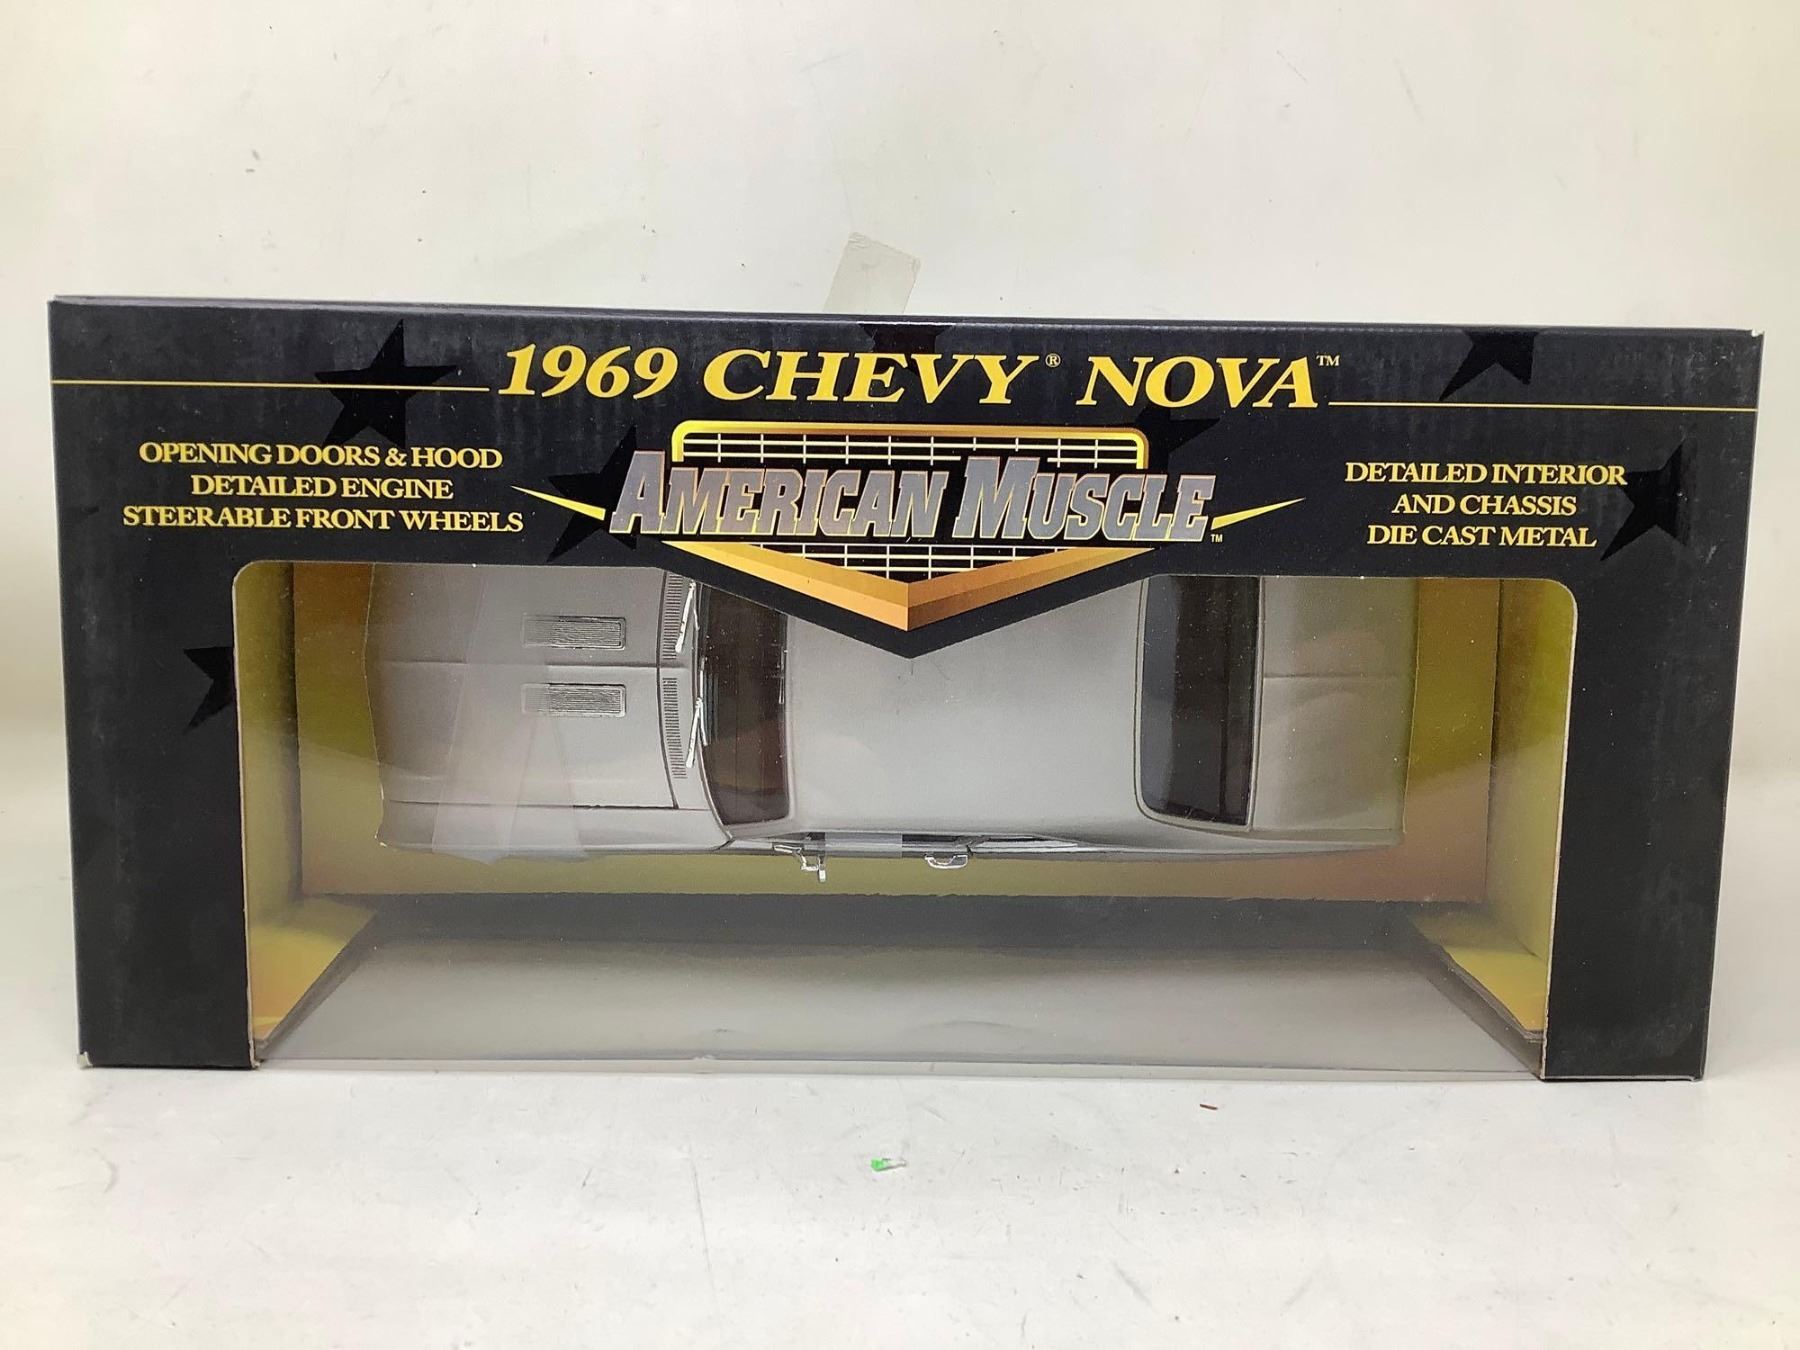 1969 CHEVY® NOVA™
OPENING DOORS & HOOD
DETAILED ENGINE
STEERABLE FRONT WHEELS
AMERICAN MUSCLE™
DETAILED INTERIOR
AND CHASSIS
DIE CAST METAL